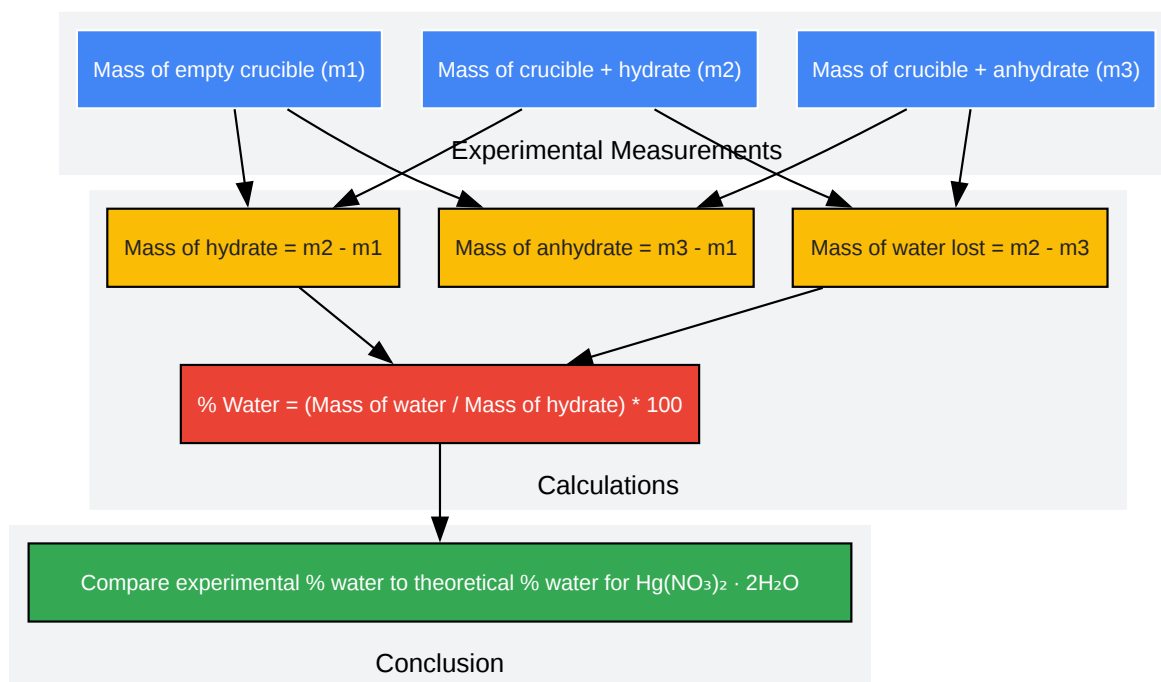 Mass of empty crucible (m1)
Mass of crucible + hydrate (m2)
Mass of crucible + anhydrate (m3)
Experimental Measurements
Mass of hydrate = m2 - m1
Mass of anhydrate = m3 - m1
Mass of water lost = m2 - m3
% Water = (Mass of water / Mass of hydrate) * 100
Calculations
Compare experimental % water to theoretical % water for Hg(NO₃)₂ · 2H₂O
Conclusion